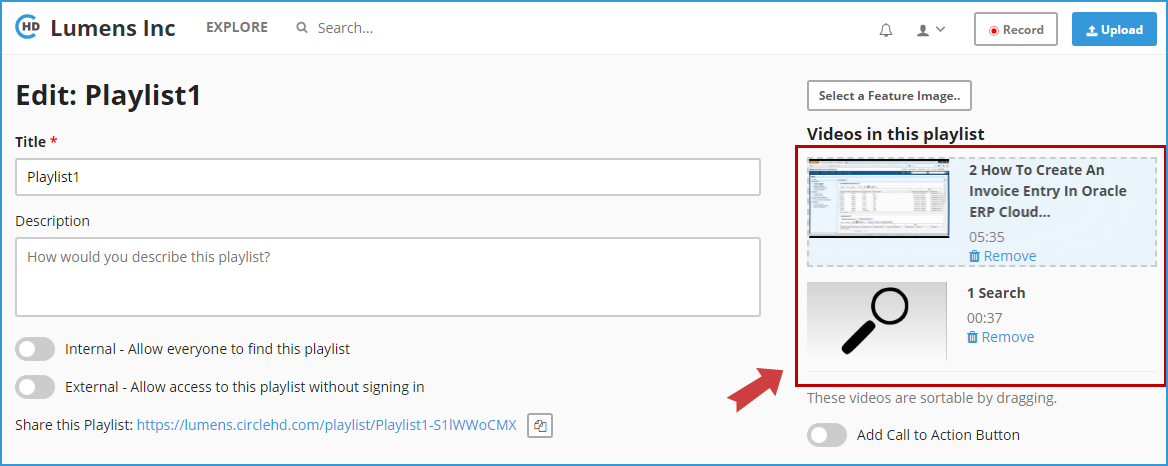 HD Lumens Inc EXPLORE Search... Record Upload
Edit: Playlist1
Title *
Playlist1
Description
How would you describe this playlist?
Internal - Allow everyone to find this playlist
External - Allow access to this playlist without signing in
Share this Playlist: https://lumens.circlehd.com/playlist/Playlist1-S1lWWoCMX
Select a Feature Image..
Videos in this playlist
2 How To Create An
Invoice Entry In Oracle
ERP Cloud...
05:35
Remove
1 Search
00:37
Remove
These videos are sortable by dragging.
Add Call to Action Button